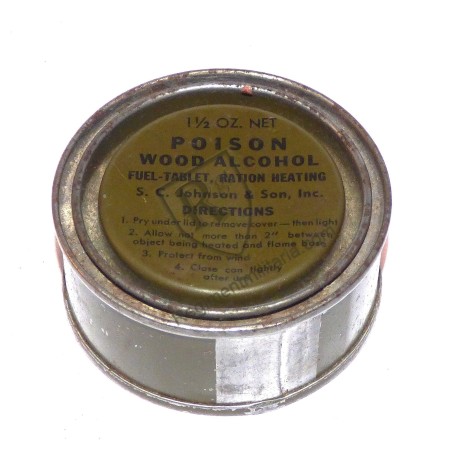 1½ OZ. NET
POISON
WOOD ALCOHOL
FUEL-TABLET, RATION HEATING
S. C. Johnson & Son, Inc.
DIRECTIONS
1. Pry under lid to remove cover — then light
2. Allow not more than 2" between
object being heated and flame base
3. Protect from wind
4. Close can tightly
after use